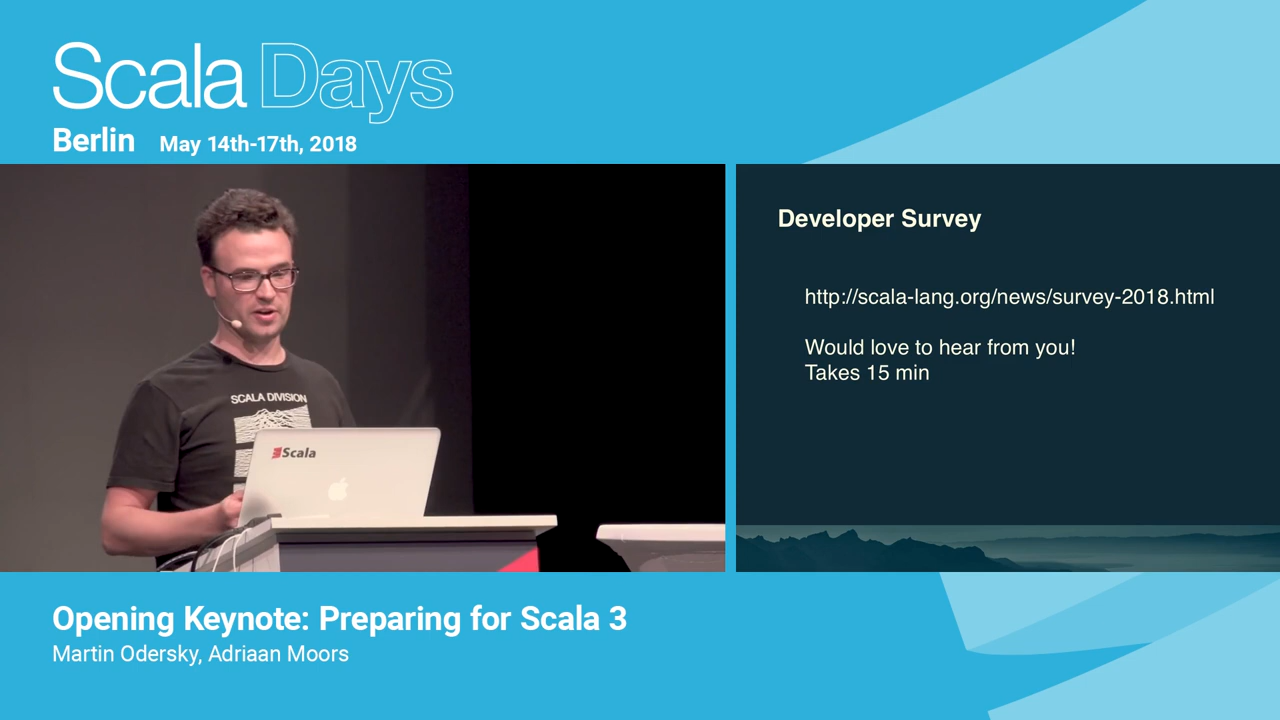 Scala Days
Berlin May 14th-17th, 2018
SCALA DIVISION
Scala
Developer Survey
http://scala-lang.org/news/survey-2018.html
Would love to hear from you!
Takes 15 min
Opening Keynote: Preparing for Scala 3
Martin Odersky, Adriaan Moors